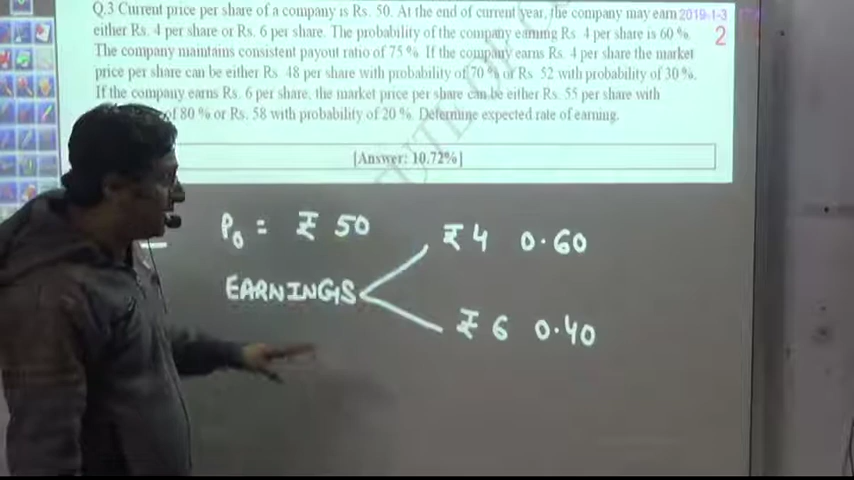 Q.3 Current price per share of a company is Rs. 50. At the end of current year, the company may earn 2019-1-3
either Rs. 4 per share or Rs. 6 per share. The probability of the company earning Rs. 4 per share is 60 %. 2
The company maintains consistent payout ratio of 75 %. If the company earns Rs. 4 per share the market
price per share can be either Rs. 48 per share with probability of 70 % or Rs. 52 with probability of 30 %.
If the company earns Rs. 6 per share, the market price per share can be either Rs. 55 per share with
of 80 % or Rs. 58 with probability of 20 %. Determine expected rate of earning.
[Answer: 10.72%]
P0 = ₹ 50
₹ 4 0.60
EARNINGS
₹ 6 0.40